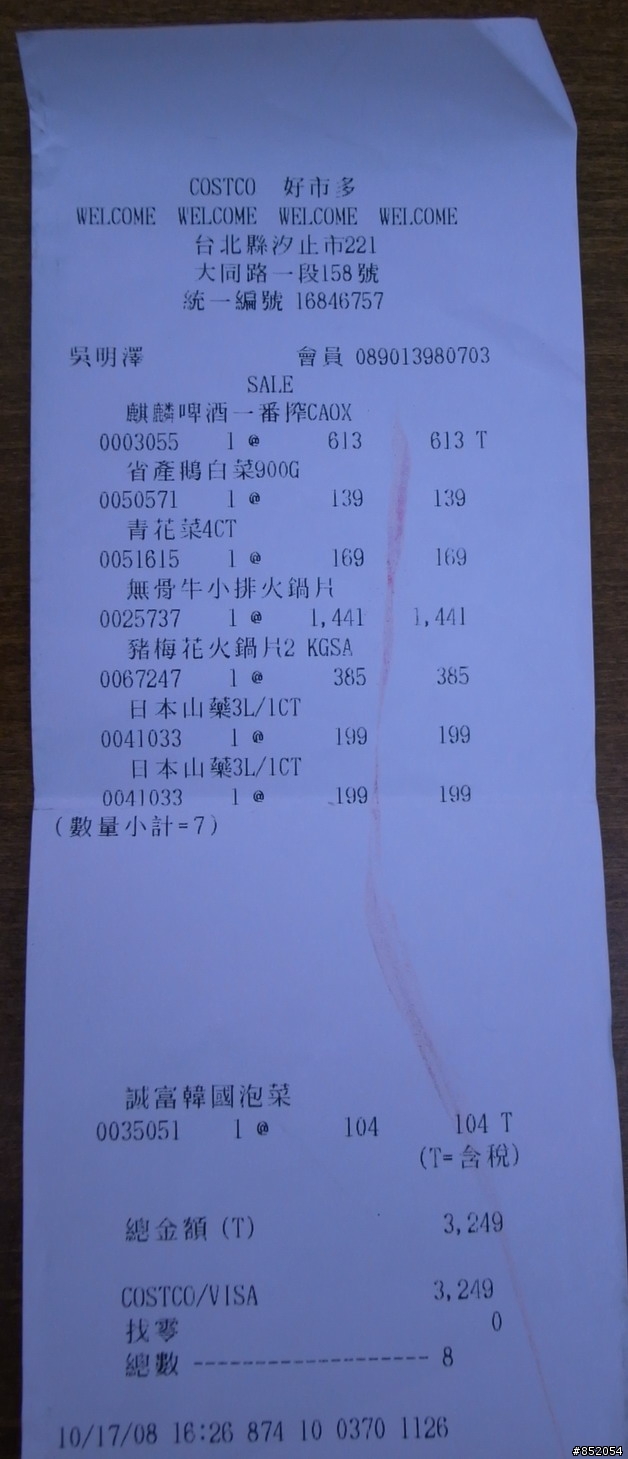 COSTCO 好市多
WELCOME WELCOME WELCOME WELCOME
台北縣汐止市221
大同路一段158號
統一編號 16846757
吳明澤 會員 089013980703
SALE
麒麟啤酒一番搾CAOX
0003055 1 @ 613 613 T
省產鵝白菜900G
0050571 1 @ 139 139
青花菜4CT
0051615 1 @ 169 169
無骨牛小排火鍋片
0025737 1 @ 1,441 1,441
豬梅花火鍋片2 KGSA
0067247 1 @ 385 385
日本山藥3L/1CT
0041033 1 @ 199 199
日本山藥3L/1CT
0041033 1 @ 199 199
(數量小計=7)
誠富韓國泡菜
0035051 1 @ 104 104 T
(T=含稅)
總金額 (T) 3,249
COSTCO/VISA 3,249
找零 0
總數 -------------------- 8
10/17/08 16:26 874 10 0370 1126
#852054